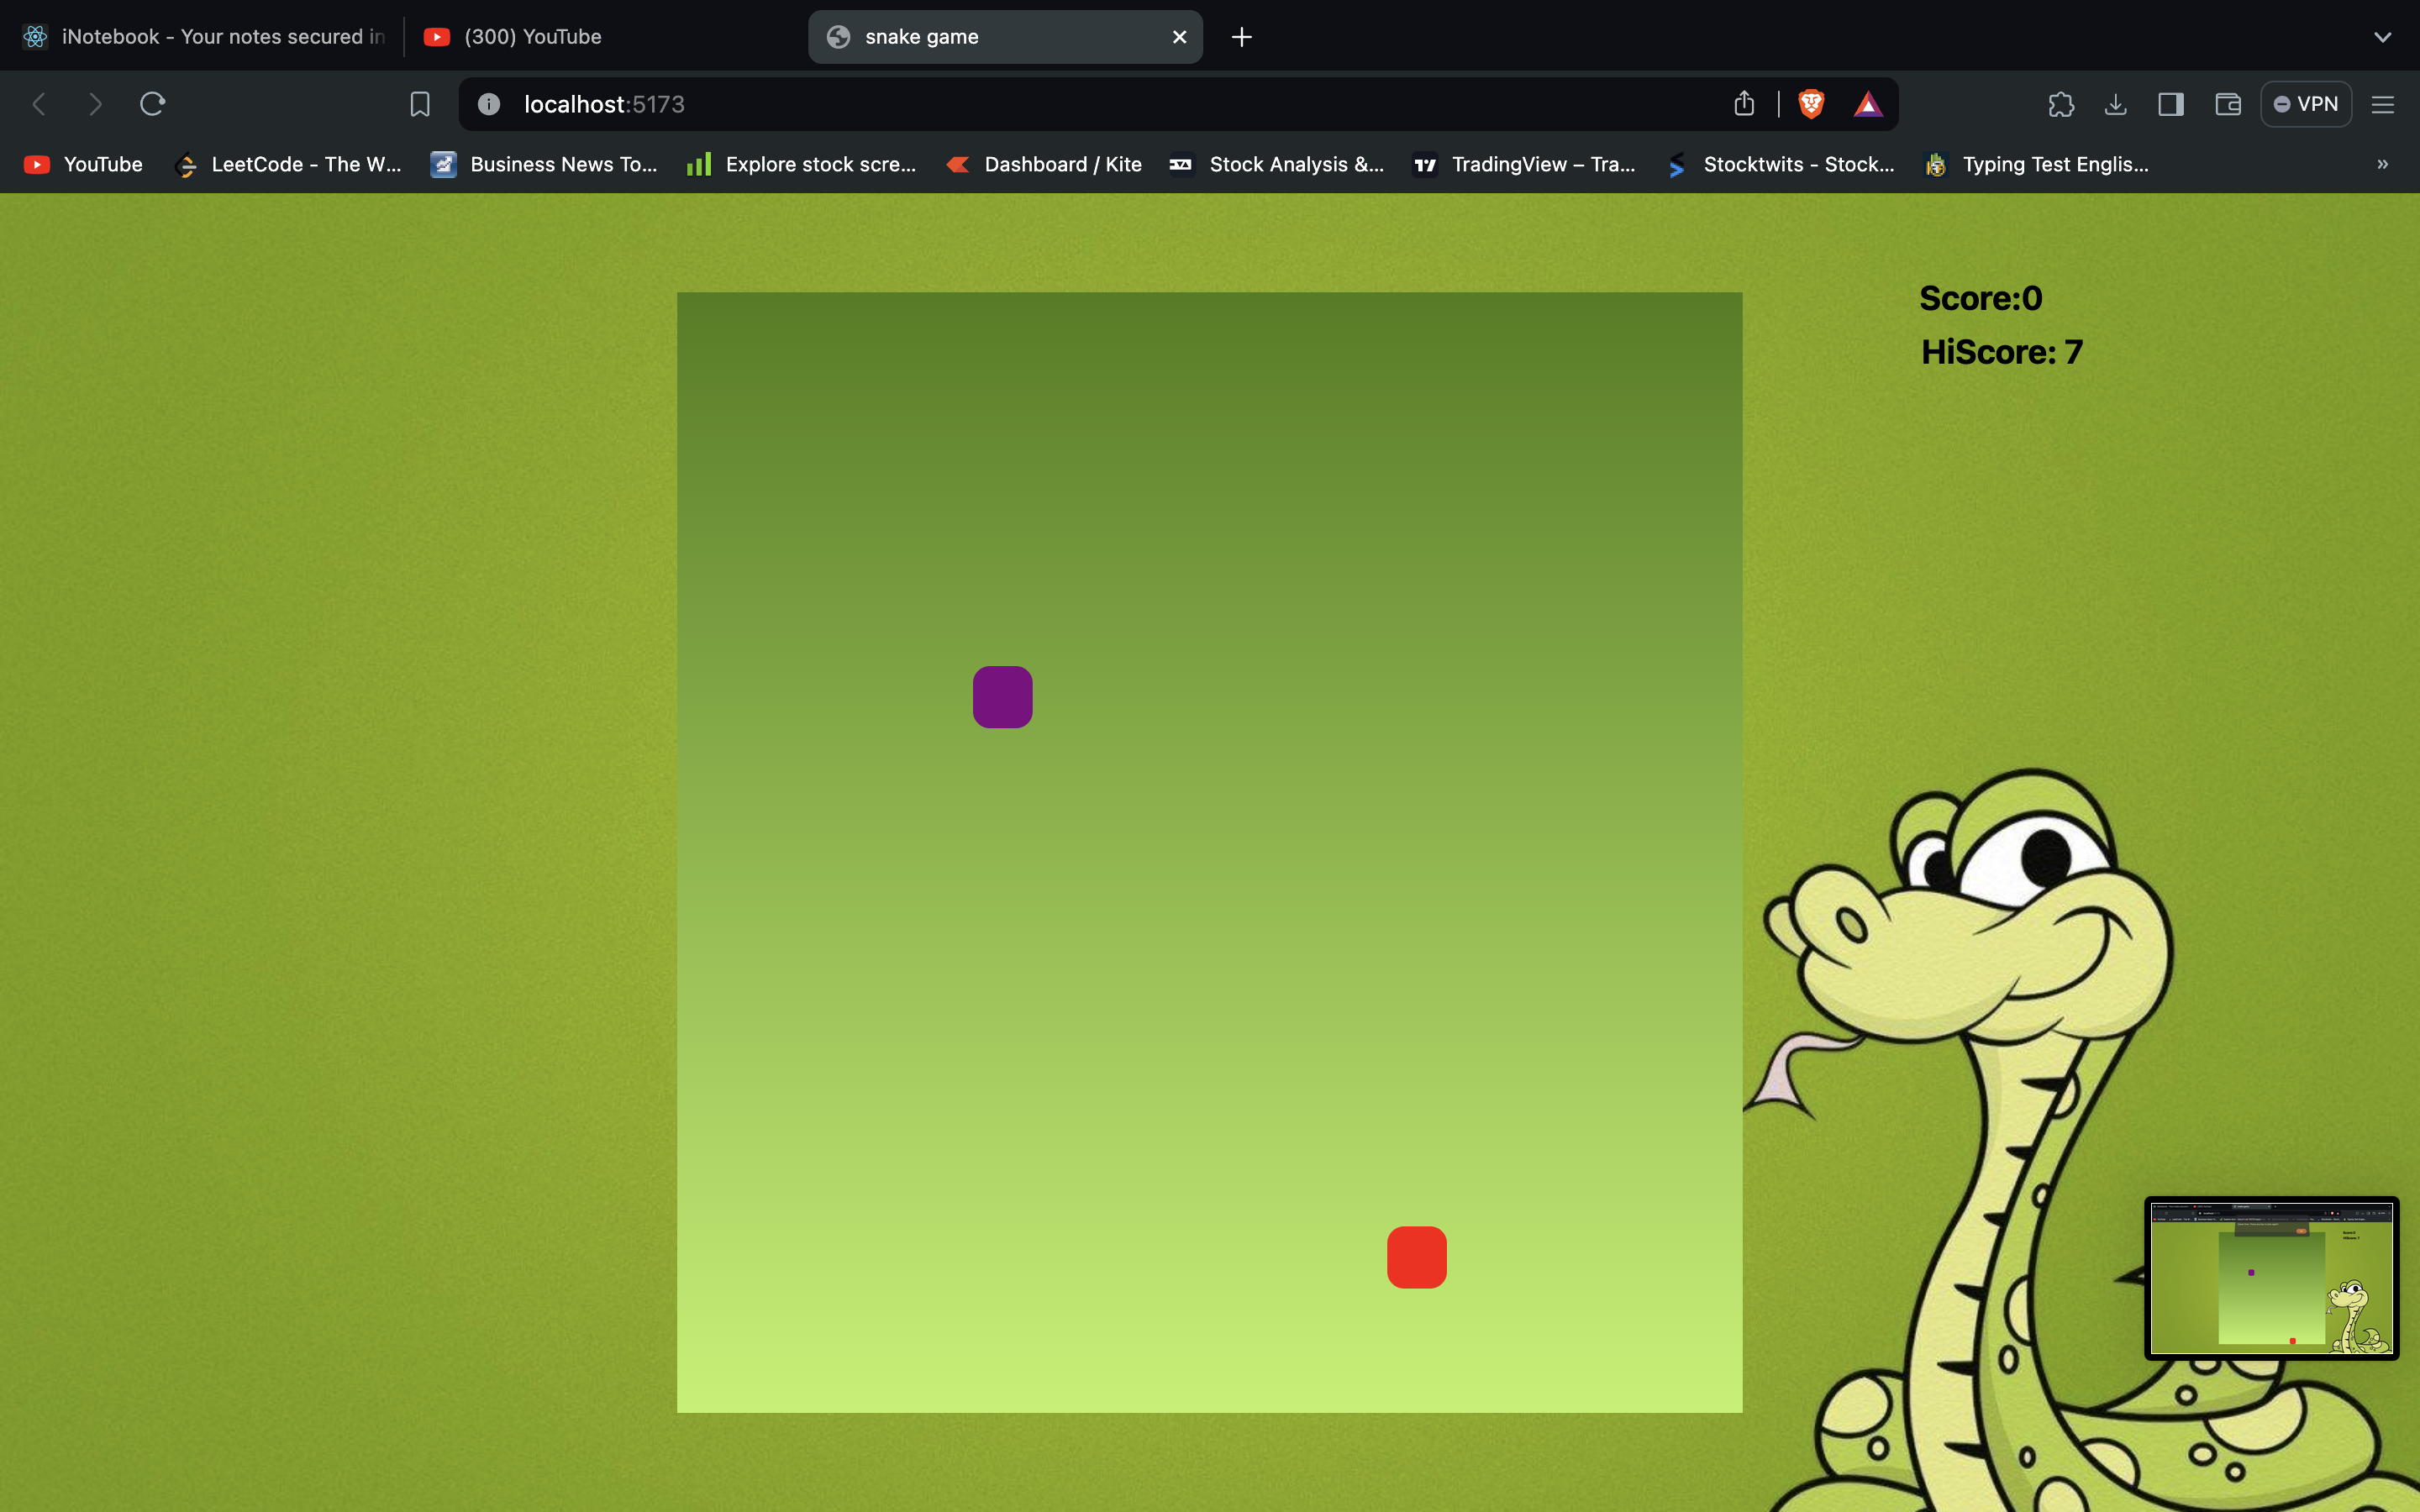 iNotebook - Your notes secured in
(300) YouTube
snake game
localhost:5173
VPN
YouTube
LeetCode - The W...
Business News To...
Explore stock scre...
Dashboard / Kite
Stock Analysis &...
TradingView – Tra...
Stocktwits - Stock...
Typing Test Englis...
Score:0
HiScore: 7